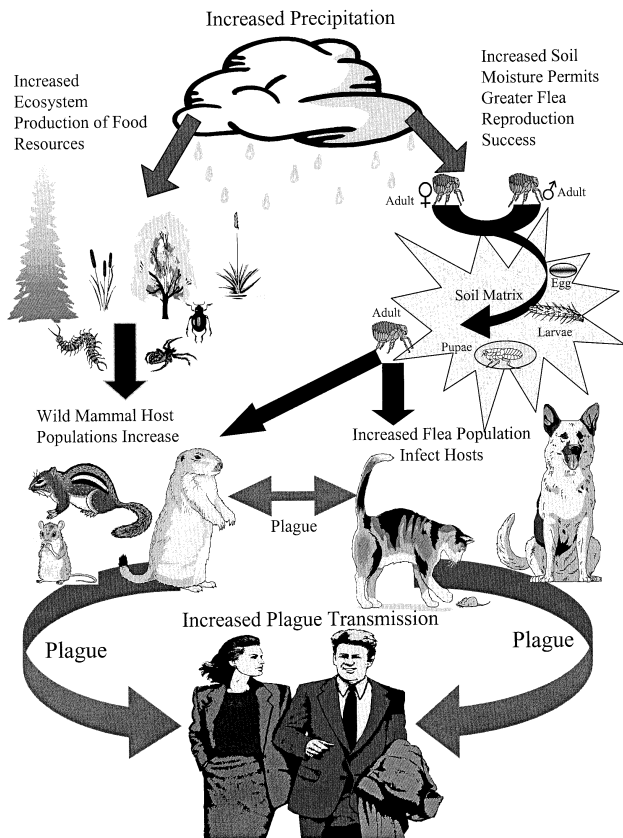 Increased Precipitation
Increased
Ecosystem
Production of Food
Resources
Increased Soil
Moisture Permits
Greater Flea
Reproduction
Success
Adult ♀
♂ Adult
Egg
Soil Matrix
Larvae
Adult
Pupae
Wild Mammal Host
Populations Increase
Increased Flea Population
Infect Hosts
Plague
Increased Plague Transmission
Plague
Plague